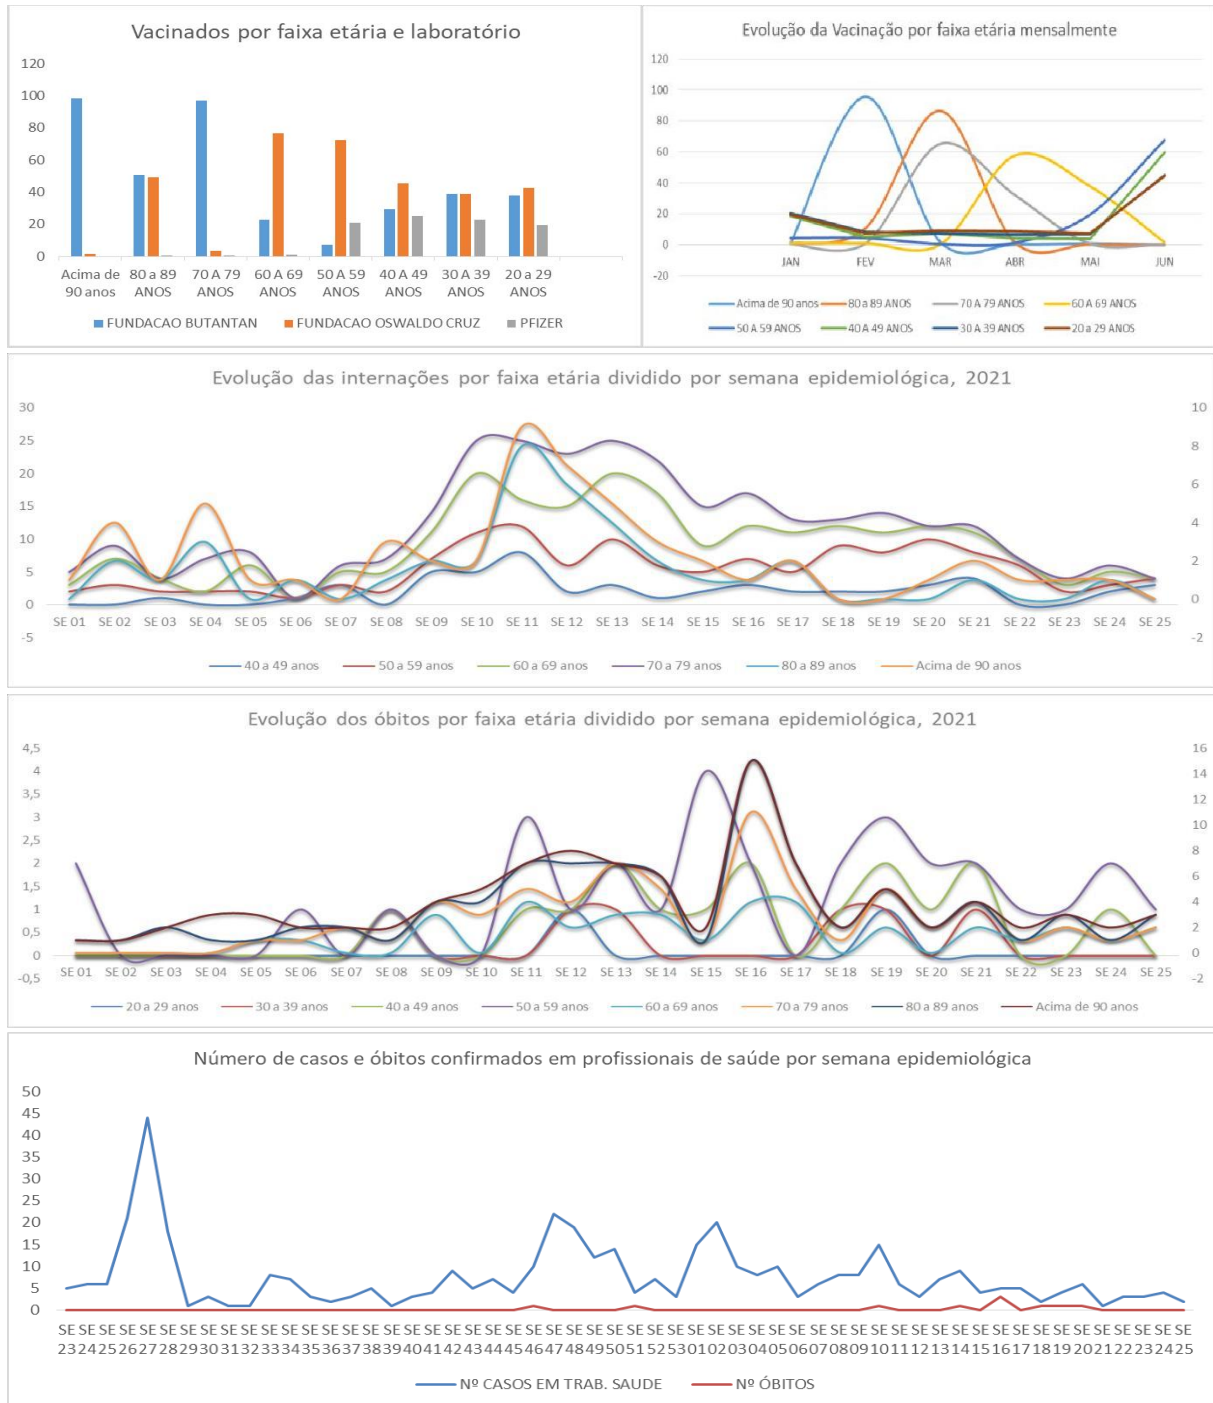 Vacinados por faixa etária e laboratório
120
100
80
60
40
20
0
Acima de 90 anos
80 a 89 ANOS
70 A 79 ANOS
60 A 69 ANOS
50 A 59 ANOS
40 A 49 ANOS
30 A 39 ANOS
20 a 29 ANOS
FUNDACAO BUTANTAN FUNDACAO OSWALDO CRUZ PFIZER
Evolução da Vacinação por faixa etária mensalmente
120
100
80
60
40
20
0
-20
JAN FEV MAR ABR MAI JUN
Acima de 90 anos 80 a 89 ANOS 70 A 79 ANOS 60 A 69 ANOS
50 A 59 ANOS 40 A 49 ANOS 30 A 39 ANOS 20 a 29 ANOS
Evolução das internações por faixa etária dividido por semana epidemiológica, 2021
30 10
25 8
20 6
15 4
10 2
5 0
0 -2
-5
SE 01 SE 02 SE 03 SE 04 SE 05 SE 06 SE 07 SE 08 SE 09 SE 10 SE 11 SE 12 SE 13 SE 14 SE 15 SE 16 SE 17 SE 18 SE 19 SE 20 SE 21 SE 22 SE 23 SE 24 SE 25
40 a 49 anos 50 a 59 anos 60 a 69 anos 70 a 79 anos 80 a 89 anos Acima de 90 anos
Evolução dos óbitos por faixa etária dividido por semana epidemiológica, 2021
4,5 16
4 14
3,5 12
3 10
2,5 8
2 6
1,5 4
1 2
0,5 0
0 -2
-0,5
SE 01 SE 02 SE 03 SE 04 SE 05 SE 06 SE 07 SE 08 SE 09 SE 10 SE 11 SE 12 SE 13 SE 14 SE 15 SE 16 SE 17 SE 18 SE 19 SE 20 SE 21 SE 22 SE 23 SE 24 SE 25
20 a 29 anos 30 a 39 anos 40 a 49 anos 50 a 59 anos 60 a 69 anos 70 a 79 anos 80 a 89 anos Acima de 90 anos
Número de casos e óbitos confirmados em profissionais de saúde por semana epidemiológica
50
45
40
35
30
25
20
15
10
5
0
SE SE SE SE SE SE SE SE SE SE SE SE SE SE SE SE SE SE SE SE SE SE SE SE SE SE SE SE SE SE SE SE SE SE SE SE SE SE SE SE SE SE SE SE SE SE SE SE SE SE SE SE SE SE SE SE
23 24 25 26 27 28 29 30 31 32 33 34 35 36 37 38 39 40 41 42 43 44 45 46 47 48 49 50 51 52 53 01 02 03 04 05 06 07 08 09 10 11 12 13 14 15 16 17 18 19 20 21 22 23 24 25
Nº CASOS EM TRAB. SAUDE Nº ÓBITOS